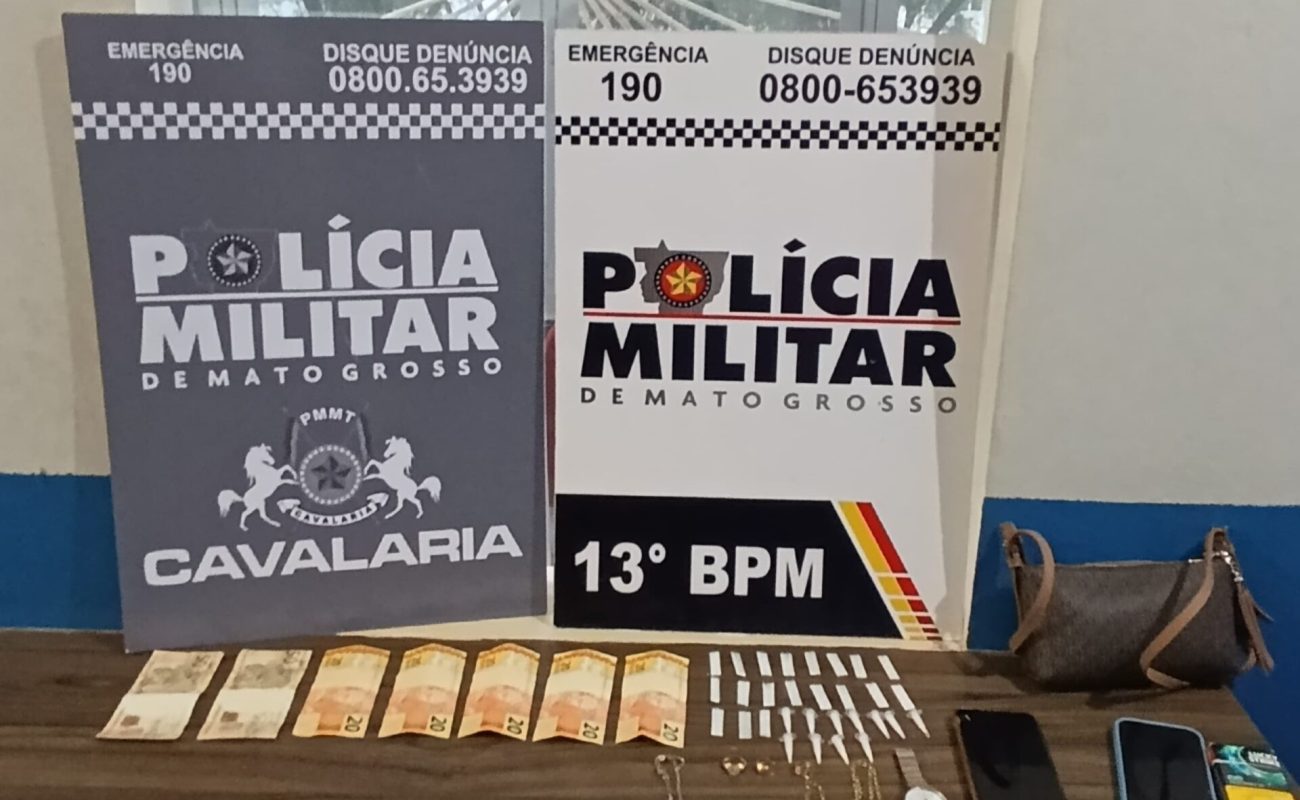 EMERGÊNCIA
190
DISQUE DENÚNCIA
0800.65.3939
POLÍCIA
MILITAR
DE MATO GROSSO
PMMT
CAVALARIA
CAVALARIA
EMERGÊNCIA
190
DISQUE DENÚNCIA
0800-653939
POLÍCIA
MILITAR
DE MATO GROSSO
13° BPM
20
20
20
20
20